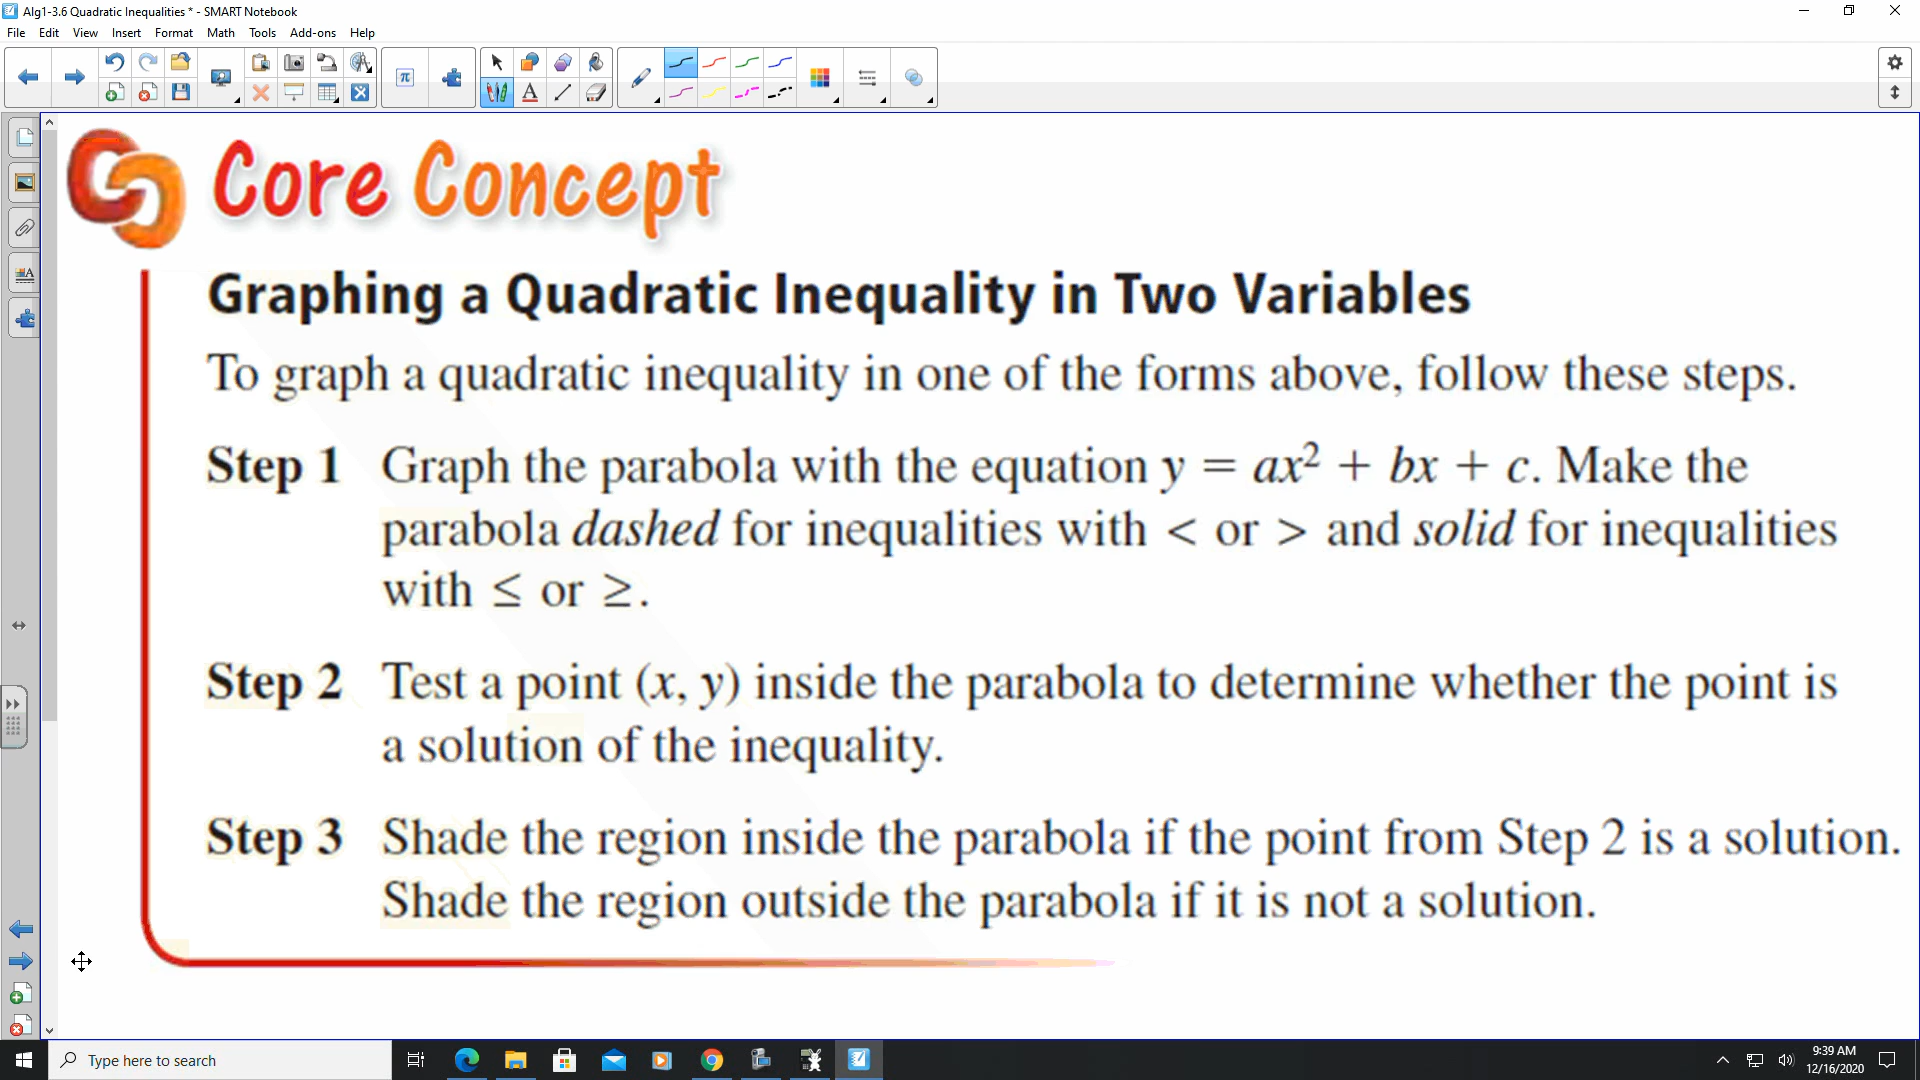 Alg1-3.6 Quadratic Inequalities * - SMART Notebook
File Edit View Insert Format Math Tools Add-ons Help
π
A
A
Core Concept
Graphing a Quadratic Inequality in Two Variables
To graph a quadratic inequality in one of the forms above, follow these steps.
Step 1 Graph the parabola with the equation y = ax² + bx + c. Make the
parabola dashed for inequalities with < or > and solid for inequalities
with ≤ or ≥.
Step 2 Test a point (x, y) inside the parabola to determine whether the point is
a solution of the inequality.
Step 3 Shade the region inside the parabola if the point from Step 2 is a solution.
Shade the region outside the parabola if it is not a solution.
Type here to search
9:39 AM
12/16/2020